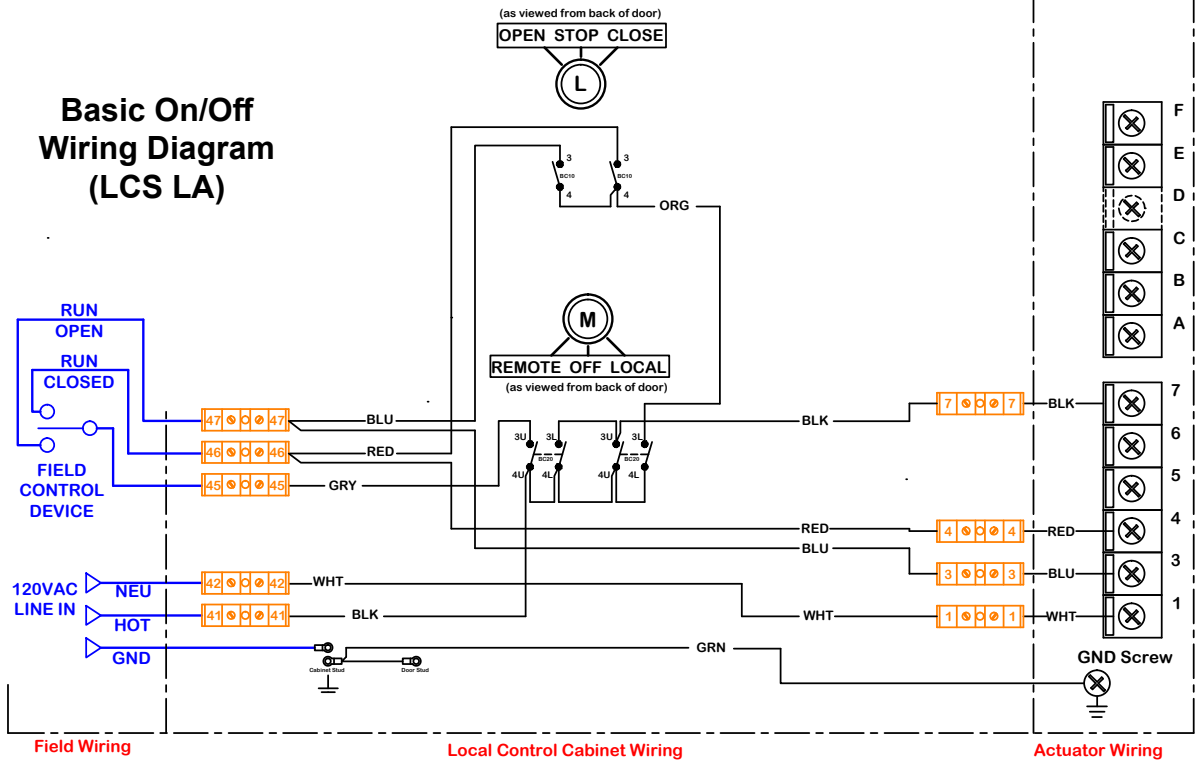 (as viewed from back of door)
OPEN STOP CLOSE
L
Basic On/Off
Wiring Diagram
(LCS LA)
3
BC10
4
3
BC10
4
ORG
F
E
D
C
B
A
M
REMOTE OFF LOCAL
(as viewed from back of door)
RUN
OPEN
RUN
CLOSED
FIELD
CONTROL
DEVICE
47 47
BLU
46 46
RED
45 45
GRY
3U 3L
BC20
4U 4L
3U 3L
BC20
4U 4L
BLK
7 7
BLK
7
6
5
RED
4 4
RED
4
BLU
3 3
BLU
3
120VAC
LINE IN
NEU
42 42
WHT
HOT
41 41
BLK
WHT
1 1
WHT
1
GND
Cabinet Stud
Door Stud
GRN
GND Screw
Field Wiring
Local Control Cabinet Wiring
Actuator Wiring